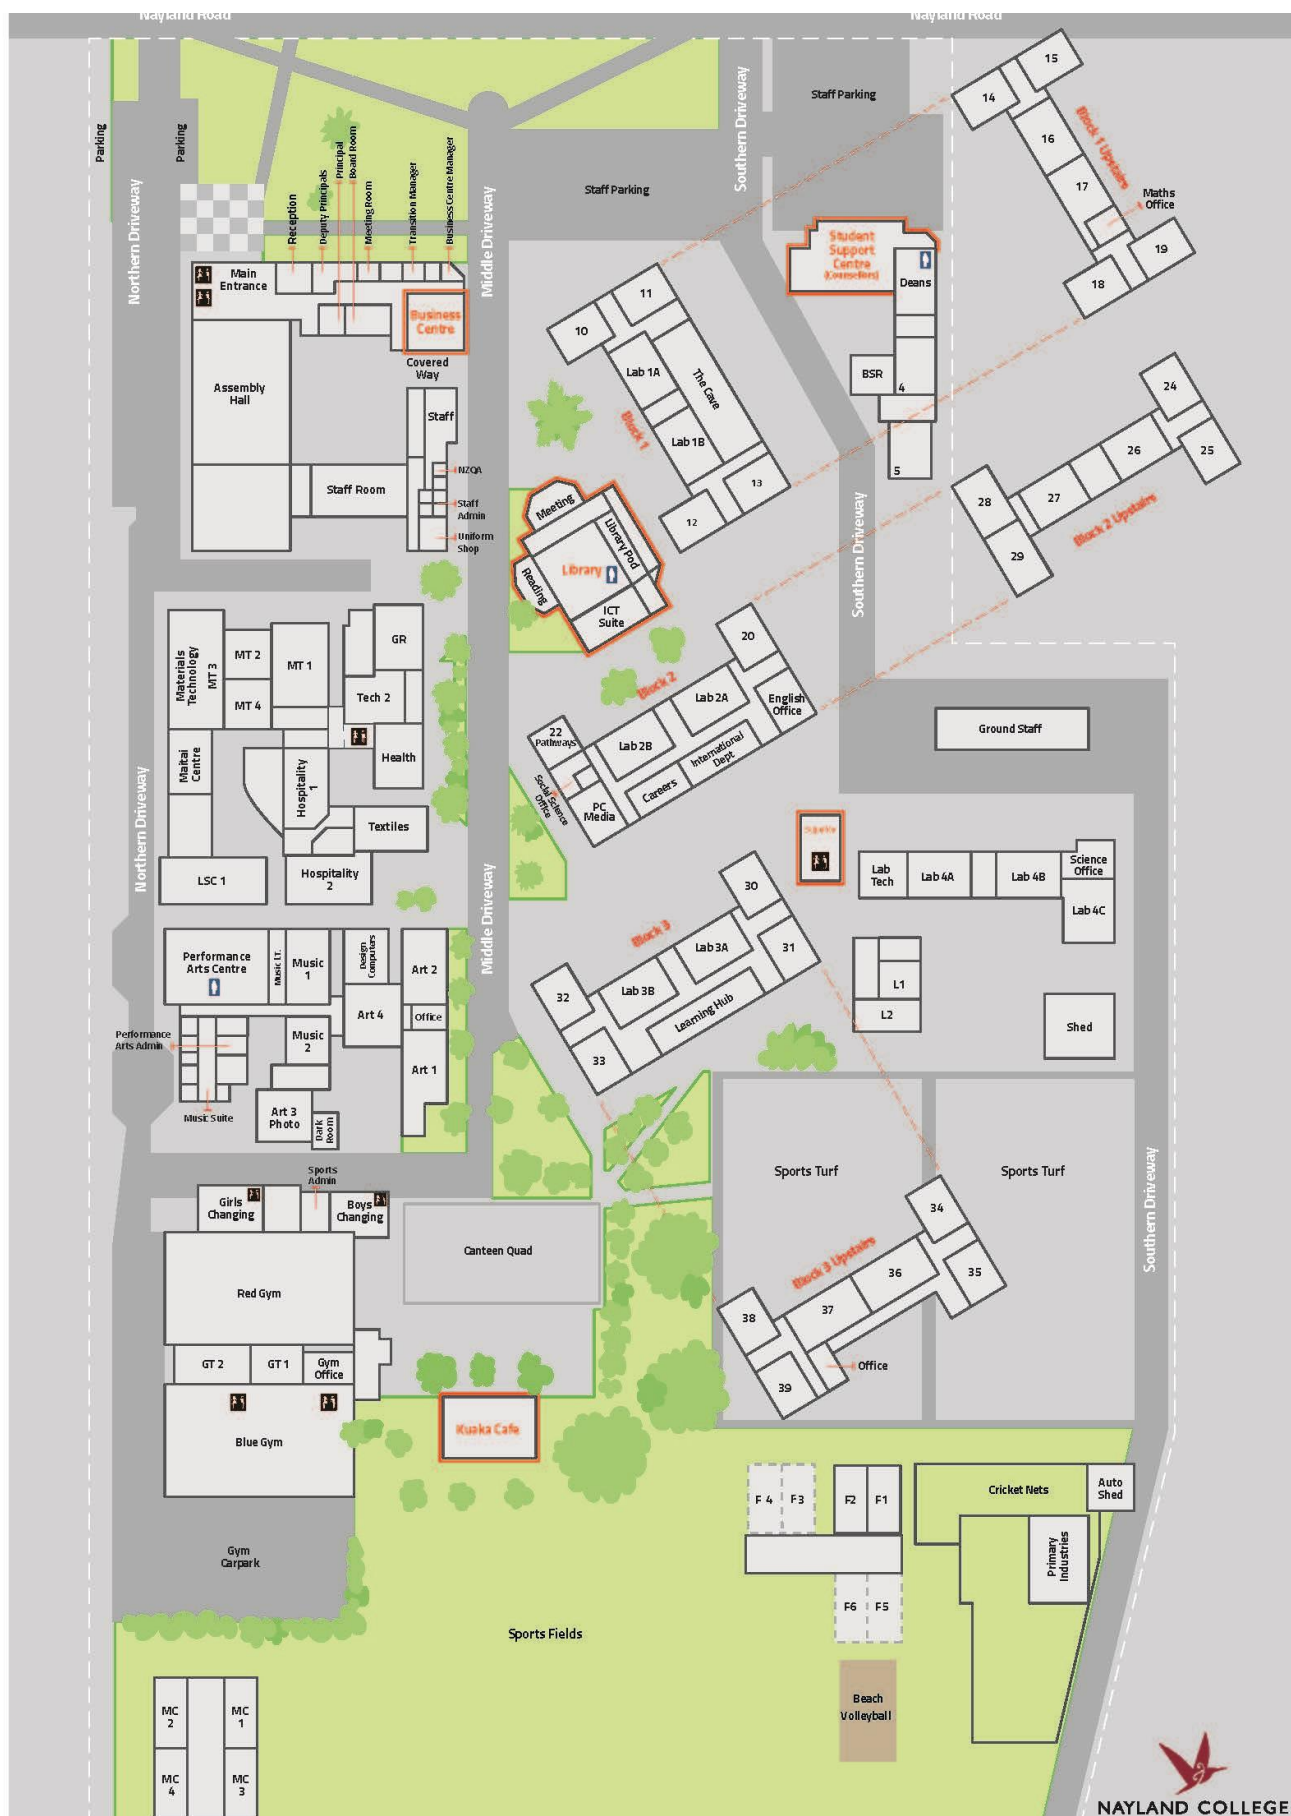 Nayland Road
Nayland Road
Parking
Parking
Northern Driveway
Middle Driveway
Southern Driveway
Staff Parking
Staff Parking
Reception
Deputy Principals
Principal
Board Room
Meeting Room
Transition Manager
Business Centre Manager
Main
Entrance
Business
Centre
Covered
Way
Assembly
Hall
Staff
NZQA
Staff Room
Staff
Admin
Uniform
Shop
Student
Support
Centre
(Counsellors)
Deans
BSR
4
5
14
15
16
17
Block 1 Upstairs
Maths
Office
18
19
10
11
Lab 1A
The Cave
Block 1
Lab 1B
12
13
Meeting
Library Pod
Library
Reading
ICT
Suite
Southern Driveway
24
25
26
27
28
29
Block 2 Upstairs
20
Block 2
Lab 2A
English
Office
22
Pathways
Lab 2B
International
Dept
Careers
Social Science
Office
PC
Media
Materials
Technology
MT 3
MT 2
MT 1
MT 4
GR
Tech 2
Health
Maitai
Centre
Hospitality
1
Textiles
Hospitality
2
LSC 1
Northern Driveway
Middle Driveway
Ground Staff
Lab
Tech
Lab 4A
Lab 4B
Science
Office
Lab 4C
L1
L2
Shed
30
31
Block 3
Lab 3A
Lab 3B
Learning Hub
32
33
Performance
Arts Centre
Music I.T.
Music
1
Design
Computers
Art 2
Office
Art 4
Music
2
Art 1
Performance
Arts Admin
Music Suite
Art 3
Photo
Dark
Room
Sports
Admin
Girls
Changing
Boys
Changing
Red Gym
Canteen Quad
GT 2
GT 1
Gym
Office
Blue Gym
Kuaka Cafe
Gym
Carpark
Sports Turf
Sports Turf
Southern Driveway
34
35
36
37
38
39
Block 3 Upstairs
Office
F 4
F 3
F2
F1
F6
F5
Cricket Nets
Auto
Shed
Primary
Industries
Sports Fields
Beach
Volleyball
MC
2
MC
1
MC
4
MC
3
NAYLAND COLLEGE